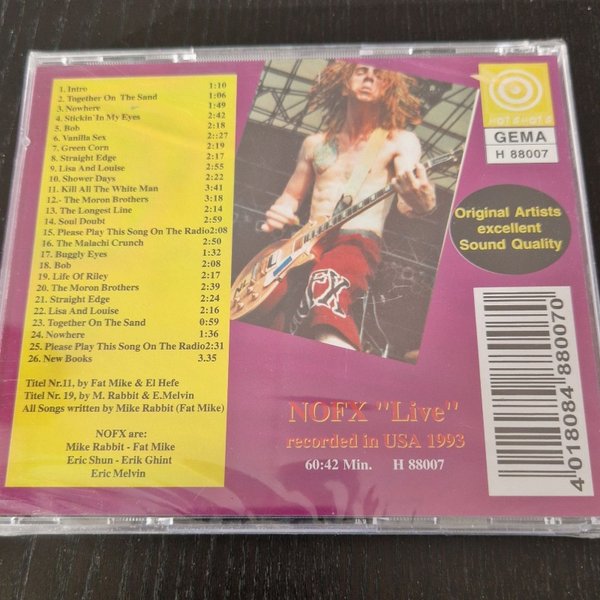 1. Intro 1:10
2. Together On The Sand 1:06
3. Nowhere 1:49
4. Stickin' In My Eyes 2:42
5. Bob 2:18
6. Vanilla Sex 2::27
7. Green Corn 2:19
8. Straight Edge 2:17
9. Lisa And Louise 2:55
10. Shower Days 2:22
11. Kill All The White Man 3:41
12.- The Moron Brothers 3:18
13. The Longest Line 2:14
14. Soul Doubt 2:59
15. Please Play This Song On The Radio2:08
16. The Malachi Crunch 2:50
17. Buggly Eyes 1:32
18. Bob 2:08
19. Life Of Riley 2:17
20. The Moron Brothers 2:39
21. Straight Edge 2:24
22. Lisa And Louise 2:16
23. Together On The Sand 0:59
24. Nowhere 1:36
25. Please Play This Song On The Radio2:31
26. New Books 3.35
Titel Nr.11, by Fat Mike & El Hefe
Titel Nr. 19, by M. Rabbit & E.Melvin
All Songs written by Mike Rabbit (Fat Mike)
NOFX are:
Mike Rabbit - Fat Mike
Eric Shun - Erik Ghint
Eric Melvin
GEMA
H 88007
Original Artists
excellent
Sound Quality
NOFX "Live"
recorded in USA 1993
60:42 Min. H 88007
4 018084 880070